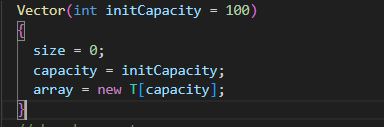 Vector(int initCapacity = 100)
{
size = 0;
capacity = initCapacity;
array = new T[capacity];
}